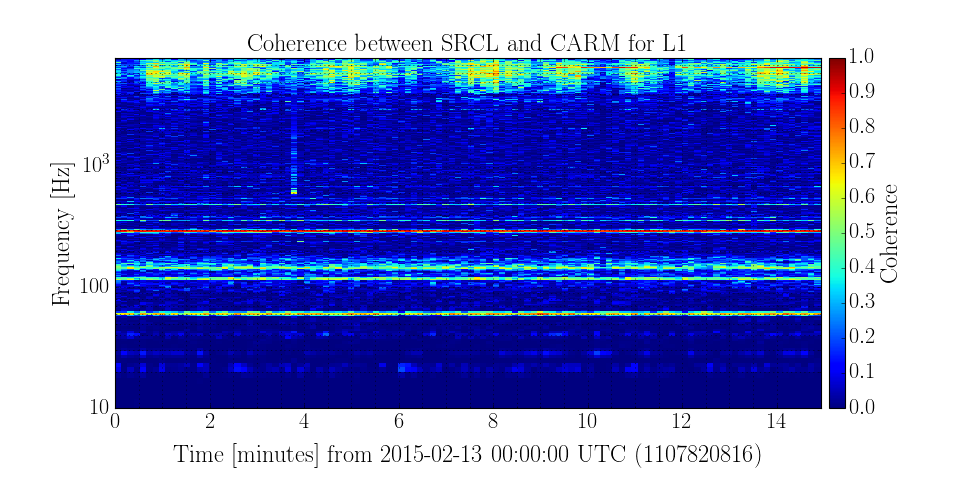 Coherence between SRCL and CARM for L1
Frequency [Hz]
10³
100
10
0 2 4 6 8 10 12 14
Time [minutes] from 2015-02-13 00:00:00 UTC (1107820816)
1.0
0.9
0.8
0.7
0.6
0.5
0.4
0.3
0.2
0.1
0.0
Coherence